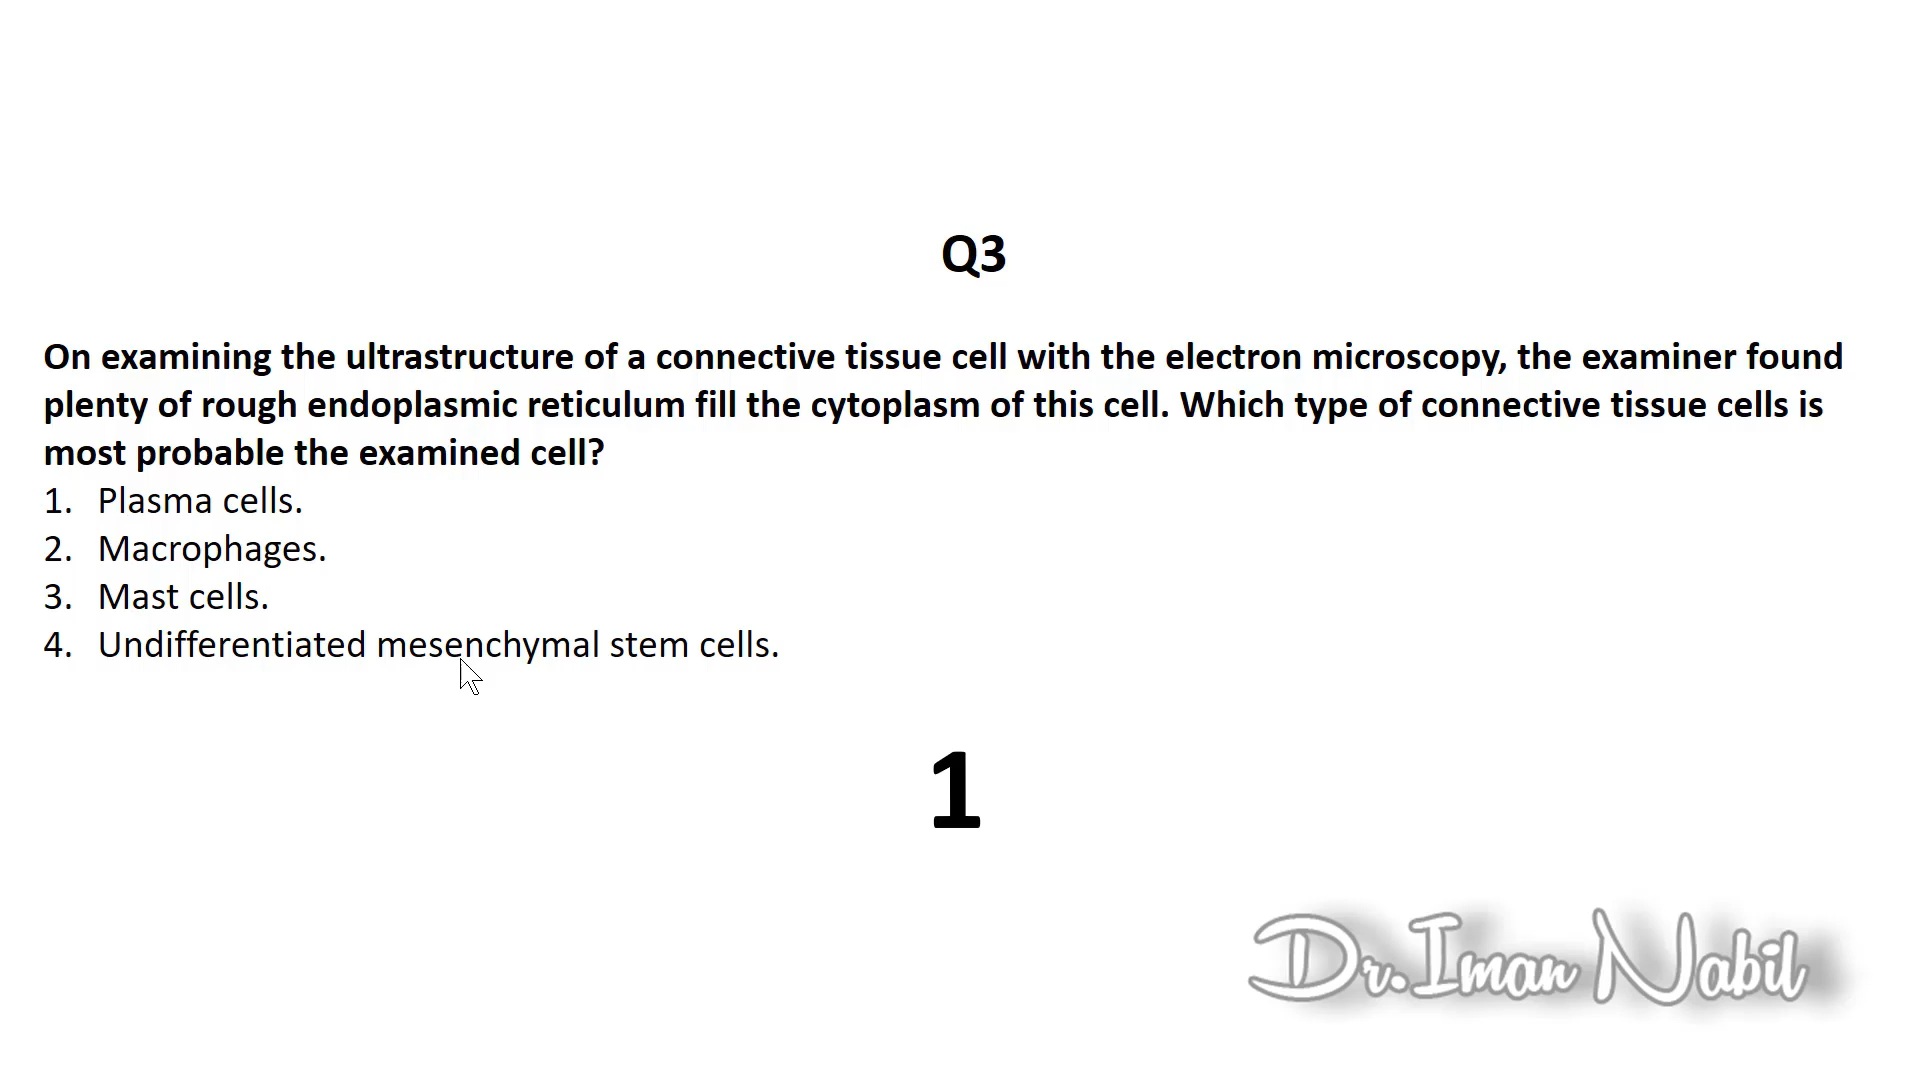 Q3
On examining the ultrastructure of a connective tissue cell with the electron microscopy, the examiner found
plenty of rough endoplasmic reticulum fill the cytoplasm of this cell. Which type of connective tissue cells is
most probable the examined cell?
1. Plasma cells.
2. Macrophages.
3. Mast cells.
4. Undifferentiated mesenchymal stem cells.
1
Dr.Iman Nabil